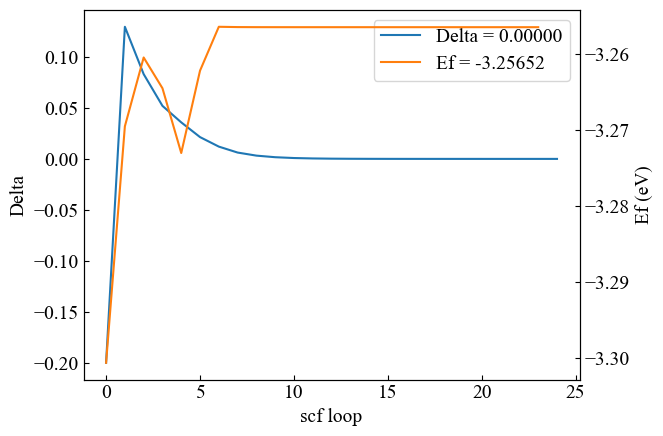 Delta = 0.00000
Ef = -3.25652
0.10
0.05
0.00
−0.05
−0.10
−0.15
−0.20
Delta
−3.26
−3.27
−3.28
−3.29
−3.30
Ef (eV)
0 5 10 15 20 25
scf loop